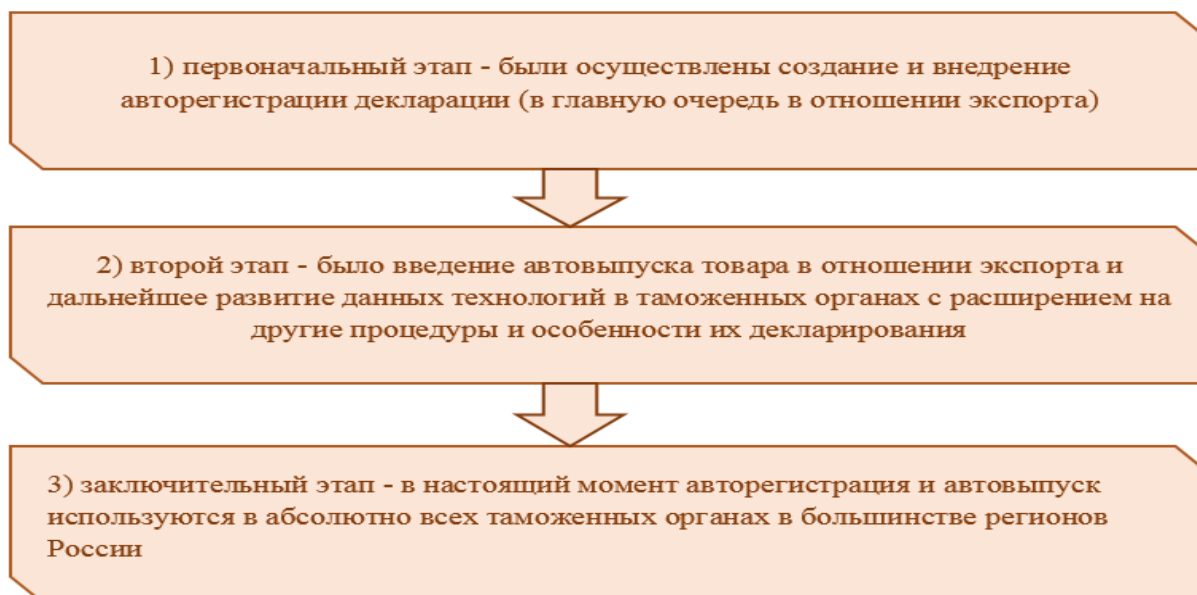 1) первоначальный этап - были осуществлены создание и внедрение
авторегистрации декларации (в главную очередь в отношении экспорта)
2) второй этап - было введение автовыпуска товара в отношении экспорта и
дальнейшее развитие данных технологий в таможенных органах с расширением на
другие процедуры и особенности их декларирования
3) заключительный этап - в настоящий момент авторегистрация и автовыпуск
используются в абсолютно всех таможенных органах в большинстве регионов
России